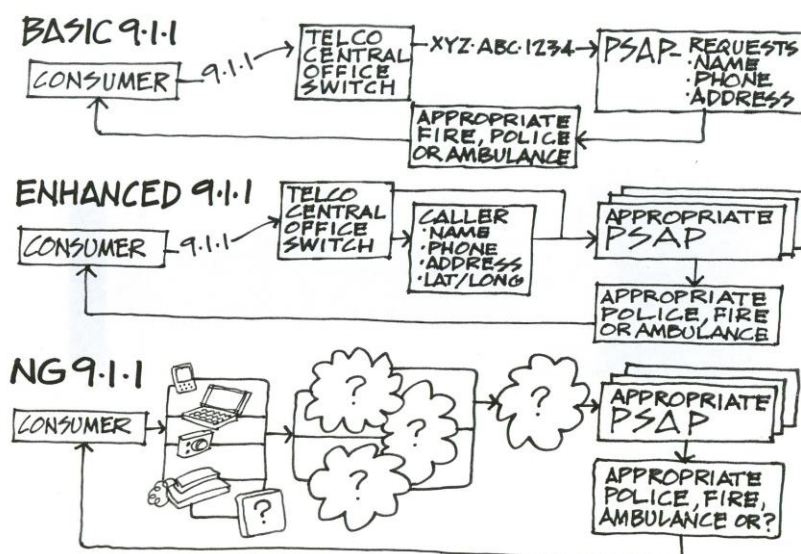 BASIC 9·1·1
CONSUMER
9·1·1
TELCO
CENTRAL
OFFICE
SWITCH
XYZ·ABC·1234
PSAP- REQUESTS
·NAME
·PHONE
·ADDRESS
APPROPRIATE
FIRE, POLICE
OR AMBULANCE
ENHANCED 9·1·1
CONSUMER
9·1·1
TELCO
CENTRAL
OFFICE
SWITCH
CALLER
·NAME
·PHONE
·ADDRESS
·LAT/LONG
APPROPRIATE
PSAP
APPROPRIATE
POLICE, FIRE
OR AMBULANCE
NG 9·1·1
CONSUMER
?
?
?
?
?
APPROPRIATE
PSAP
APPROPRIATE
POLICE, FIRE,
AMBULANCE OR?